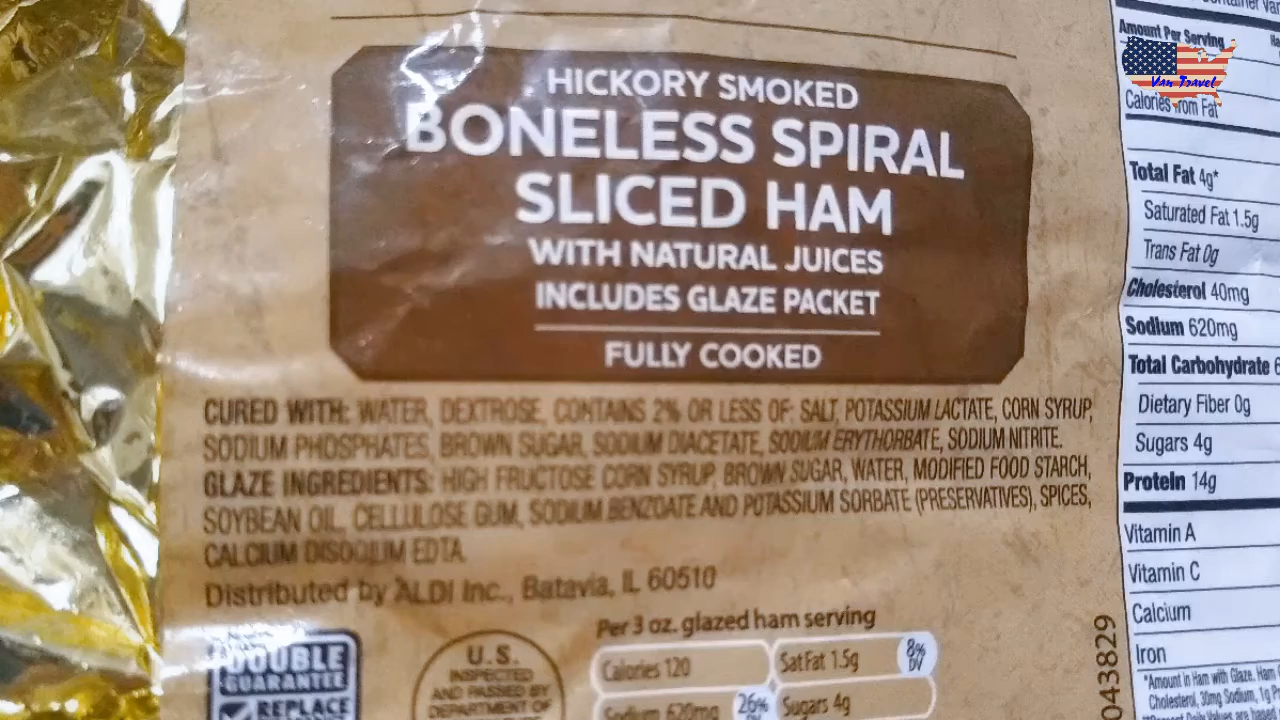 HICKORY SMOKED
BONELESS SPIRAL
SLICED HAM
WITH NATURAL JUICES
INCLUDES GLAZE PACKET
FULLY COOKED
CURED WITH: WATER, DEXTROSE, CONTAINS 2% OR LESS OF: SALT, POTASSIUM LACTATE, CORN SYRUP,
SODIUM PHOSPHATES, BROWN SUGAR, SODIUM DIACETATE, SODIUM ERYTHORBATE, SODIUM NITRITE.
GLAZE INGREDIENTS: HIGH FRUCTOSE CORN SYRUP, BROWN SUGAR, WATER, MODIFIED FOOD STARCH,
SOYBEAN OIL, CELLULOSE GUM, SODIUM BENZOATE AND POTASSIUM SORBATE (PRESERVATIVES), SPICES,
CALCIUM DISODIUM EDTA.
Distributed by ALDI Inc., Batavia, IL 60510
DOUBLE
GUARANTEE
REPLACE
U.S.
INSPECTED
AND PASSED BY
DEPARTMENT OF
Per 3 oz. glazed ham serving
Calories 120
Sat Fat 1.5g
8%
DV
Sodium 620mg
26%
Sugars 4g
043829
Amount Per Serving
Van Travel
Calories from Fat
Total Fat 4g*
Saturated Fat 1.5g
Trans Fat 0g
Cholesterol 40mg
Sodium 620mg
Total Carbohydrate 6
Dietary Fiber 0g
Sugars 4g
Protein 14g
Vitamin A
Vitamin C
Calcium
Iron
*Amount in Ham with Glaze. Ham
Cholesterol, 30mg Sodium, 1g